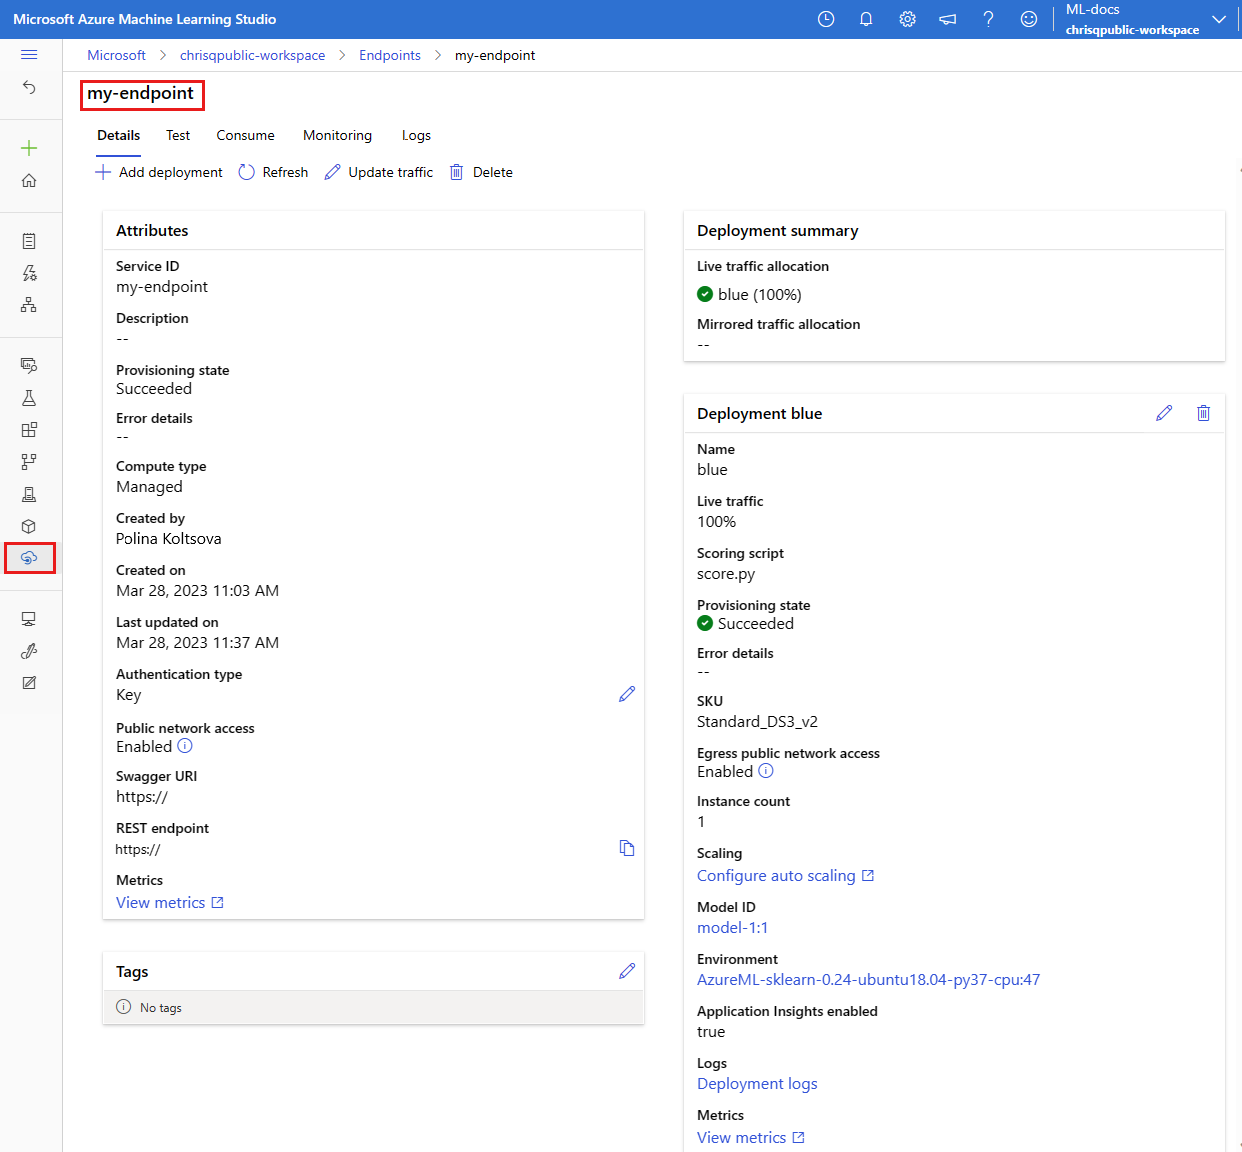 Microsoft Azure Machine Learning Studio
ML-docs
chrisqpublic-workspace
Microsoft > chrisqpublic-workspace > Endpoints > my-endpoint
my-endpoint
Details Test Consume Monitoring Logs
Add deployment Refresh Update traffic Delete
Attributes
Service ID
my-endpoint
Description
--
Provisioning state
Succeeded
Error details
--
Compute type
Managed
Created by
Polina Koltsova
Created on
Mar 28, 2023 11:03 AM
Last updated on
Mar 28, 2023 11:37 AM
Authentication type
Key
Public network access
Enabled
Swagger URI
https://
REST endpoint
https://
Metrics
View metrics
Tags
No tags
Deployment summary
Live traffic allocation
blue (100%)
Mirrored traffic allocation
--
Deployment blue
Name
blue
Live traffic
100%
Scoring script
score.py
Provisioning state
Succeeded
Error details
--
SKU
Standard_DS3_v2
Egress public network access
Enabled
Instance count
1
Scaling
Configure auto scaling
Model ID
model-1:1
Environment
AzureML-sklearn-0.24-ubuntu18.04-py37-cpu:47
Application Insights enabled
true
Logs
Deployment logs
Metrics
View metrics